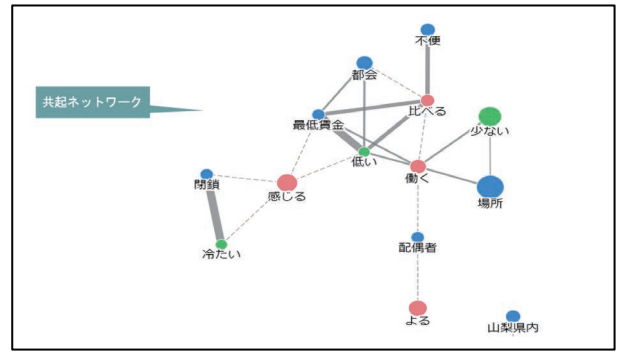 不便
都会
共起ネットワーク
比べる
最低賃金
少ない
低い
働く
閉鎖
感じる
場所
冷たい
配偶者
よる
山梨県内